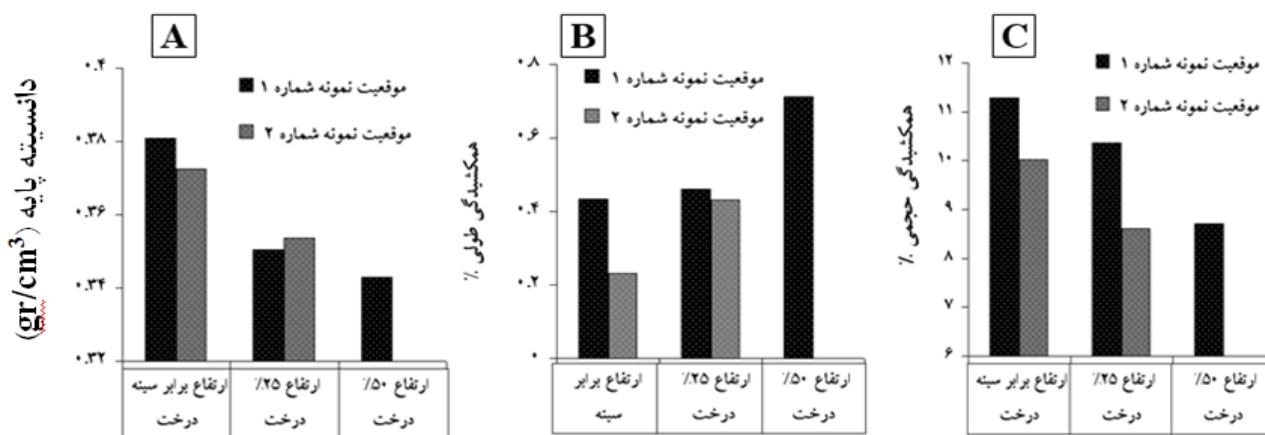 A
دانسیته پایه (gr/cm³)
۰.۴
۰.۳۸
۰.۳۶
۰.۳۴
۰.۳۲
موقعیت نمونه شماره ۱
موقعیت نمونه شماره ۲
ارتفاع برابر سینه
درخت
ارتفاع ۲۵٪
درخت
ارتفاع ۵۰٪
درخت
B
همکشیدگی طولی ٪
۰.۸
۰.۶
۰.۴
۰.۲
۰
موقعیت نمونه شماره ۱
موقعیت نمونه شماره ۲
ارتفاع برابر
سینه
ارتفاع ۲۵٪
درخت
ارتفاع ۵۰٪
درخت
C
همکشیدگی حجمی ٪
۱۲
۱۱
۱۰
۹
۸
۷
۶
موقعیت نمونه شماره ۱
موقعیت نمونه شماره ۲
ارتفاع برابر سینه
درخت
ارتفاع ۲۵٪
درخت
ارتفاع ۵۰٪
درخت